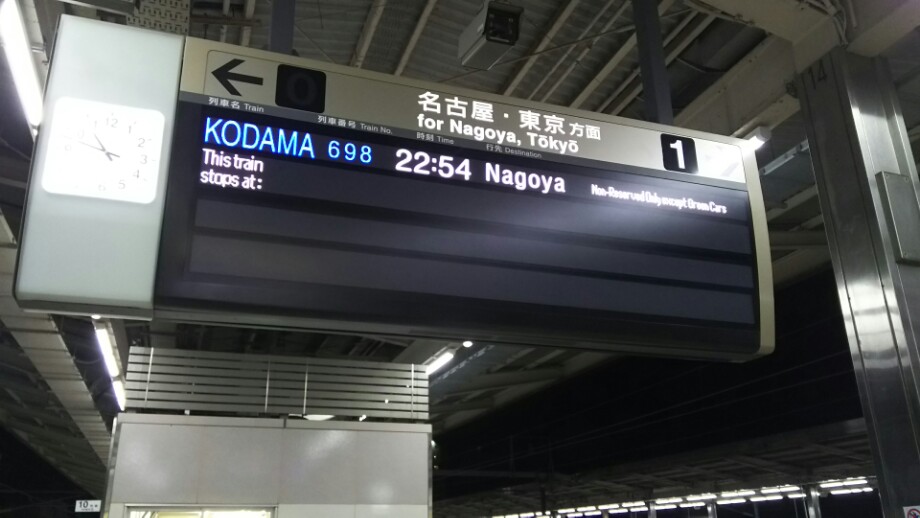 名古屋・東京 方面
for Nagoya, Tōkyō
1
列車名 Train
列車番号 Train No.
時刻 Time
行先 Destination
KODAMA 698 22:54 Nagoya Non-Reserved Only except Green Cars
This train
stops at:
14
10